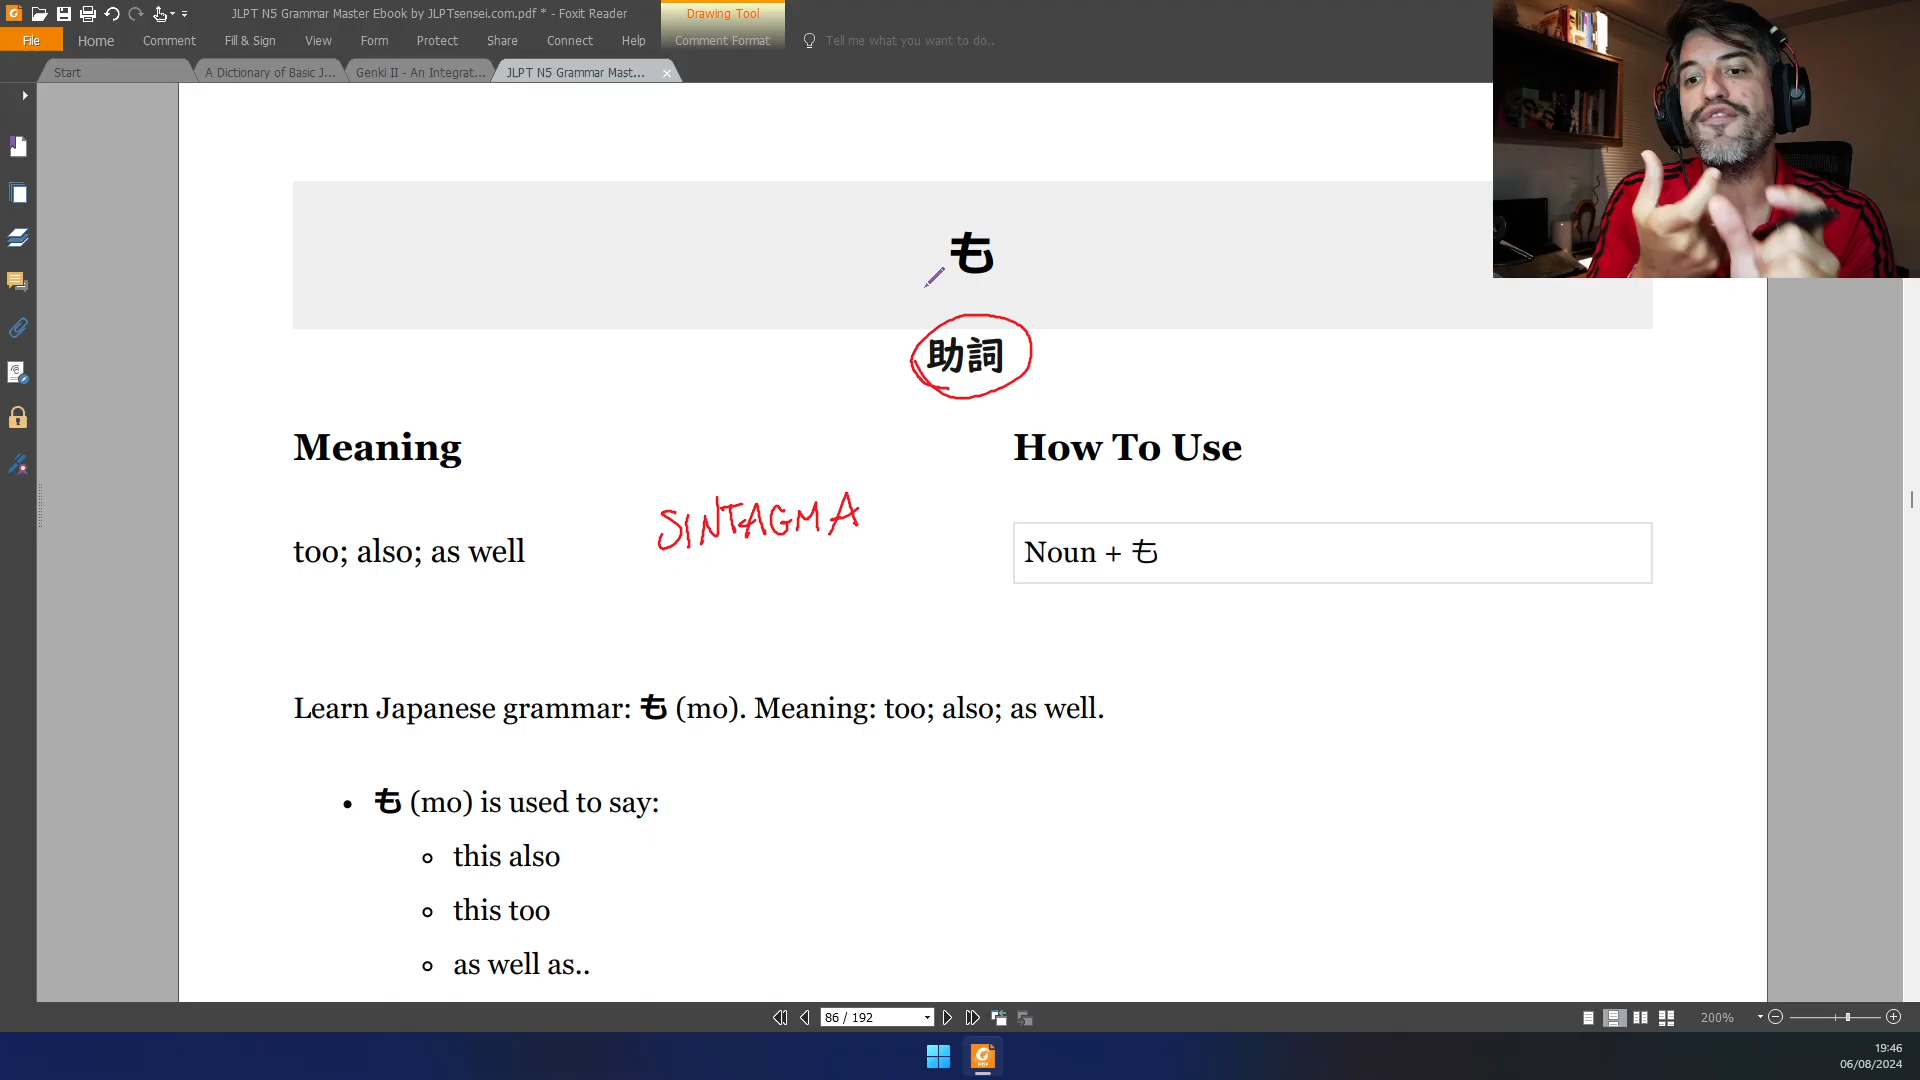 JLPT N5 Grammar Master Ebook by JLPTsensei.com.pdf * - Foxit Reader
Drawing Tool
File Home Comment Fill & Sign View Form Protect Share Connect Help Comment Format Tell me what you want to do..
Start A Dictionary of Basic J... Genki II - An Integrat... JLPT N5 Grammar Mast...
も
助詞
Meaning
How To Use
SINTAGMA
too; also; as well
Noun + も
Learn Japanese grammar: も (mo). Meaning: too; also; as well.
• も (mo) is used to say:
this also
this too
as well as..
86 / 192
200%
19:46
06/08/2024